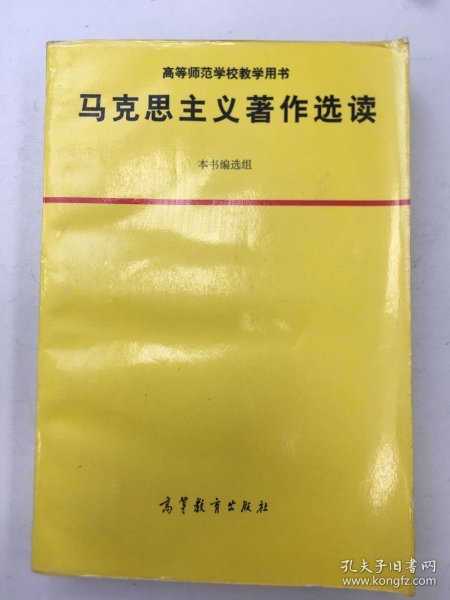 高等师范学校教学用书
马克思主义著作选读
本书编选组
高等教育出版社
孔夫子旧书网
www.kongfz.com